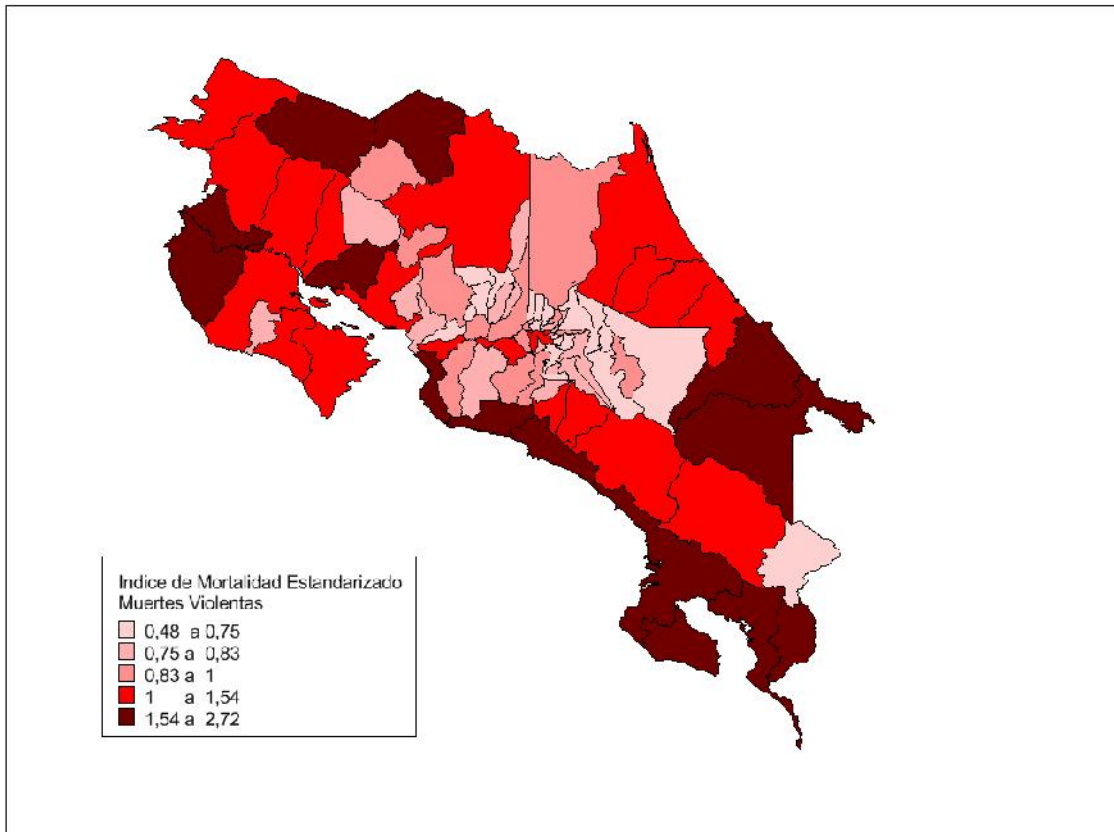 Indice de Mortalidad Estandarizado
Muertes Violentas
0,48 a 0,75
0,75 a 0,83
0,83 a 1
1 a 1,54
1,54 a 2,72